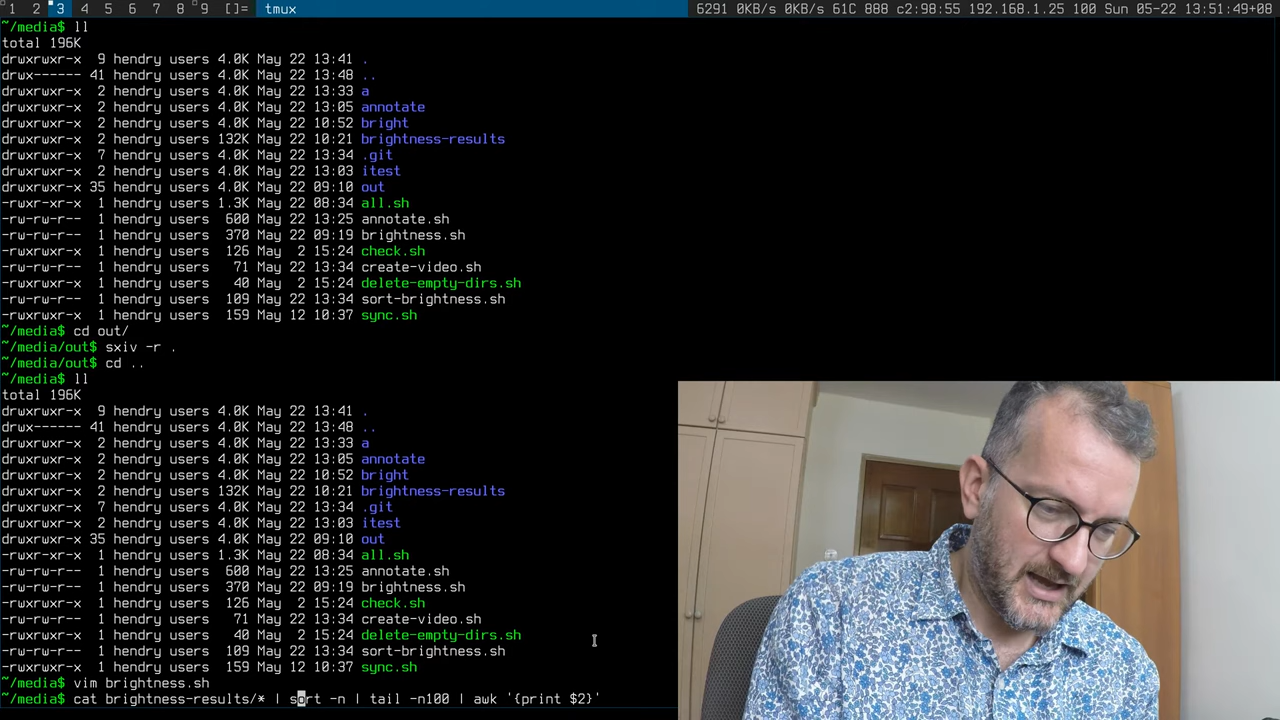 1 2 3 4 5 6 7 8 9 []= tmux 6291 0KB/s 0KB/s 61C 888 c2:98:55 192.168.1.25 100 Sun 05-22 13:51:49+08
~/media$ ll
total 196K
drwxrwxr-x 9 hendry users 4.0K May 22 13:41 .
drwx------ 41 hendry users 4.0K May 22 13:48 ..
drwxrwxr-x 2 hendry users 4.0K May 22 13:33 a
drwxrwxr-x 2 hendry users 4.0K May 22 13:05 annotate
drwxrwxr-x 2 hendry users 4.0K May 22 10:52 bright
drwxrwxr-x 2 hendry users 132K May 22 10:21 brightness-results
drwxrwxr-x 7 hendry users 4.0K May 22 13:34 .git
drwxrwxr-x 2 hendry users 4.0K May 22 13:03 itest
drwxrwxr-x 35 hendry users 4.0K May 22 09:10 out
-rwxr-xr-x 1 hendry users 1.3K May 22 08:34 all.sh
-rw-rw-r-- 1 hendry users 600 May 22 13:25 annotate.sh
-rw-rw-r-- 1 hendry users 370 May 22 09:19 brightness.sh
-rwxrwxr-x 1 hendry users 126 May 2 15:24 check.sh
-rw-rw-r-- 1 hendry users 71 May 22 13:34 create-video.sh
-rwxrwxr-x 1 hendry users 40 May 2 15:24 delete-empty-dirs.sh
-rw-rw-r-- 1 hendry users 109 May 22 13:34 sort-brightness.sh
-rwxrwxr-x 1 hendry users 159 May 12 10:37 sync.sh
~/media$ cd out/
~/media/out$ sxiv -r .
~/media/out$ cd ..
~/media$ ll
total 196K
drwxrwxr-x 9 hendry users 4.0K May 22 13:41 .
drwx------ 41 hendry users 4.0K May 22 13:48 ..
drwxrwxr-x 2 hendry users 4.0K May 22 13:33 a
drwxrwxr-x 2 hendry users 4.0K May 22 13:05 annotate
drwxrwxr-x 2 hendry users 4.0K May 22 10:52 bright
drwxrwxr-x 2 hendry users 132K May 22 10:21 brightness-results
drwxrwxr-x 7 hendry users 4.0K May 22 13:34 .git
drwxrwxr-x 2 hendry users 4.0K May 22 13:03 itest
drwxrwxr-x 35 hendry users 4.0K May 22 09:10 out
-rwxr-xr-x 1 hendry users 1.3K May 22 08:34 all.sh
-rw-rw-r-- 1 hendry users 600 May 22 13:25 annotate.sh
-rw-rw-r-- 1 hendry users 370 May 22 09:19 brightness.sh
-rwxrwxr-x 1 hendry users 126 May 2 15:24 check.sh
-rw-rw-r-- 1 hendry users 71 May 22 13:34 create-video.sh
-rwxrwxr-x 1 hendry users 40 May 2 15:24 delete-empty-dirs.sh
-rw-rw-r-- 1 hendry users 109 May 22 13:34 sort-brightness.sh
-rwxrwxr-x 1 hendry users 159 May 12 10:37 sync.sh
~/media$ vim brightness.sh
~/media$ cat brightness-results/* | sort -n | tail -n100 | awk '{print $2}'